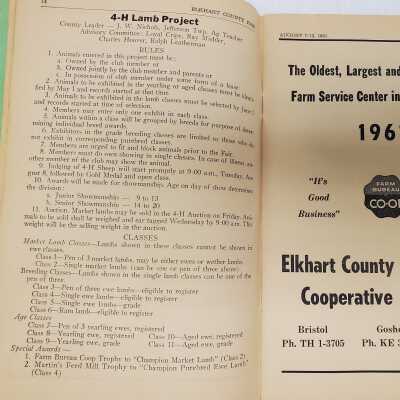 14
ELKHART COUNTY
4-H Lamb Project
County Leader — J. W. Nichols, Jefferson Twp. Ag Teacher
Advisory Committee: Loyal Cripe, Ray Madder,
Charles Hoover, Ralph Leatherman
RULES
1. Animals entered in this project must be:
a. Owned by the club member or
b. Owned jointly by the club member and parents or
c. In possession of club member under some form of a lease
2. Animals to be exhibited in the yearling or aged classes must be
fied by May 1 and records started at that time.
3. Animals to be exhibited in the lamb classes must be selected by
and records started at time of selection.
4. Members may enter only one exhibit in each class.
5. Animals within a class will be grouped by breeds for purpose of
mining individual breed awards.
6. Exhibitors in the grade breeding classes are limited to those who do
not exhibit in corresponding purebred classes.
7. Members are urged to fit and block animals previous to the Fair.
8. Members must do own showing in single classes. In case of illness
other member of the club may show the animal.
9. Judging of 4-H Sheep will start promptly at 9:00 a.m., Tuesday, Au-
gust 8, followed by Gold Medal and open class.
10. Awards will be made for showmanship. Age on day of show determines
the division:
a. Junior Showmanship — 9 to 13
b. Senior Showmanship — 14 to 20
11. Auction. Market lambs may be sold in the 4-H Auction on Friday. Ani-
mals to be sold shall be weighed and ear tagged Wednesday by 9:00 a.m. This
weight will be the selling weight in the auction.
CLASSES
Market Lamb Classes—Lambs shown in these classes cannot be shown in
ewe classes.
Class 1—Pen of 3 market lambs, may be either ewes or wether lambs
Class 2—Single market lambs (can be one or pen of three above)
Breeding Classes—Lambs shown in the single lamb classes can be one of the
pen of three.
Class 3—Pen of three ewe lambs—eligible to register
Class 4—Single ewe lambs—eligible to register
Class 5—Single ewe lambs—grade
Class 6—Ram lamb—eligible to register
Age Classes
Class 7—Pen of 3 yearling ewes, registered
Class 8—Yearling ewe, registered Class 10—Aged ewe, registered
Class 9—Yearling ewe, grade Class 11—Aged ewe, grade
Special Awards—
1. Farm Bureau Coop Trophy to "Champion Market Lamb" (Class 2)
2. Martin's Feed Mill Trophy to "Champion Purebred Ewe Lamb"
(Class 4)
AUGUST
The Oldest, Largest and
Farm Service Center in
196
"It's
Good
Business"
FARM
BUREAU
CO-OP
Elkhart County
Cooperative
Bristol Goshe
Ph. TH 1-3705 Ph. KE 3